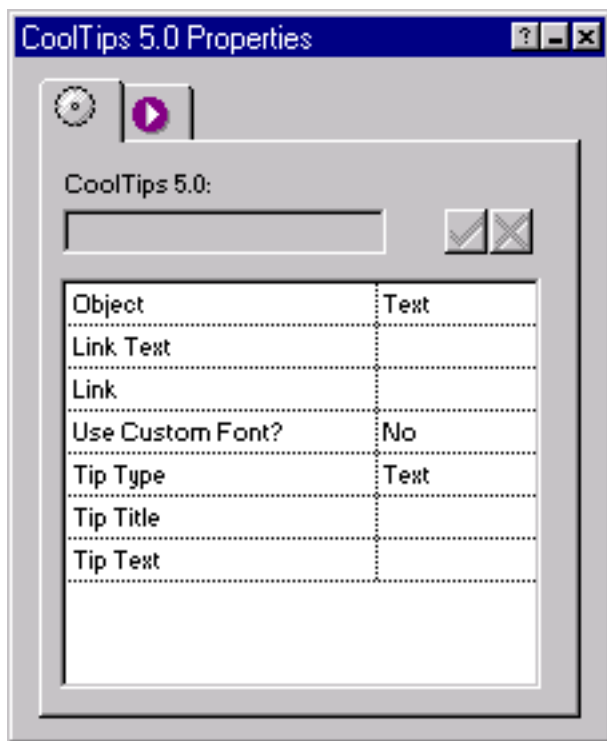 CoolTips 5.0 Properties
CoolTips 5.0:
Object Text
Link Text
Link
Use Custom Font? No
Tip Type Text
Tip Title
Tip Text